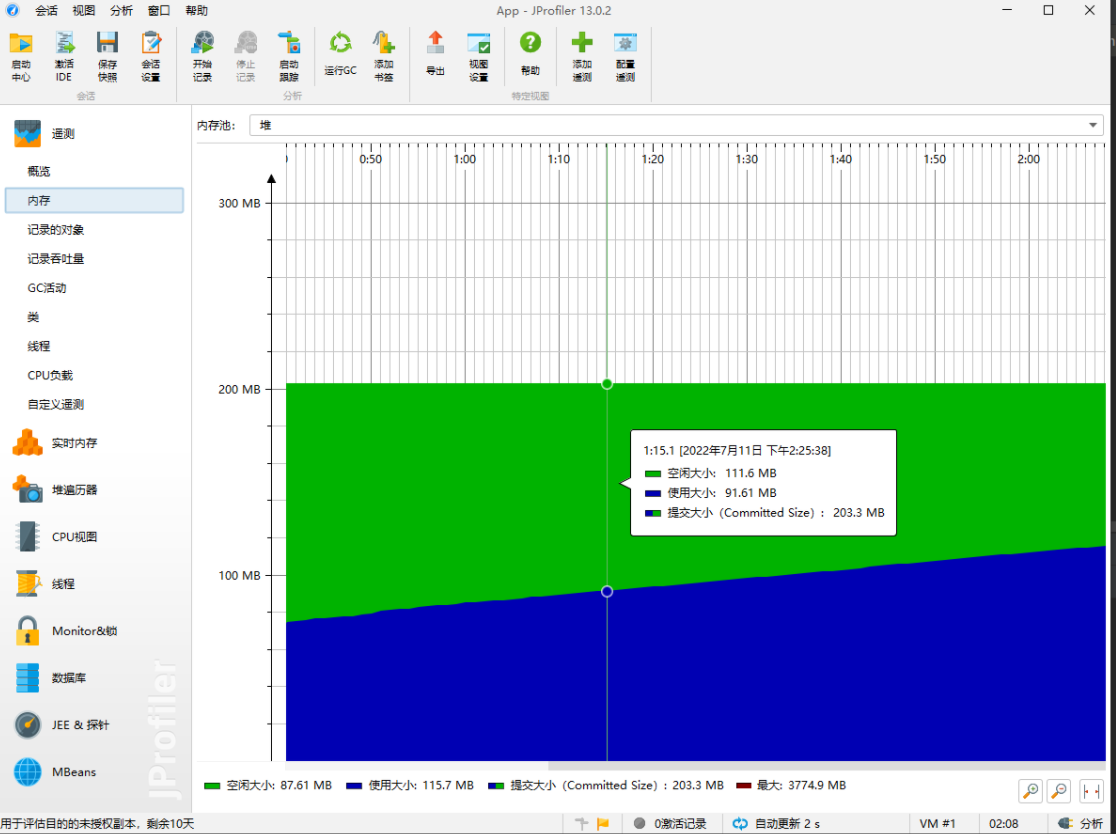 App - JProfiler 13.0.2
会话 视图 分析 窗口 帮助
启动中心 激活IDE 保存快照 会话设置 开始记录 停止记录 启动跟踪 运行GC 添加书签 导出 视图设置 帮助 添加遥测 配置遥测
会话 分析 特定视图
遥测
概览
内存
记录的对象
记录吞吐量
GC活动
类
线程
CPU负载
自定义遥测
实时内存
堆遍历器
CPU视图
线程
Monitor&锁
数据库
JEE & 探针
MBeans
JProfiler
内存池: 堆
0:50 1:00 1:10 1:20 1:30 1:40 1:50 2:00
300 MB
200 MB
100 MB
1:15.1 [2022年7月11日 下午2:25:38]
空闲大小: 111.6 MB
使用大小: 91.61 MB
提交大小（Committed Size）: 203.3 MB
空闲大小: 87.61 MB 使用大小: 115.7 MB 提交大小（Committed Size）: 203.3 MB 最大: 3774.9 MB
用于评估目的的未授权副本，剩余10天 0激活记录 自动更新 2 s VM #1 02:08 分析